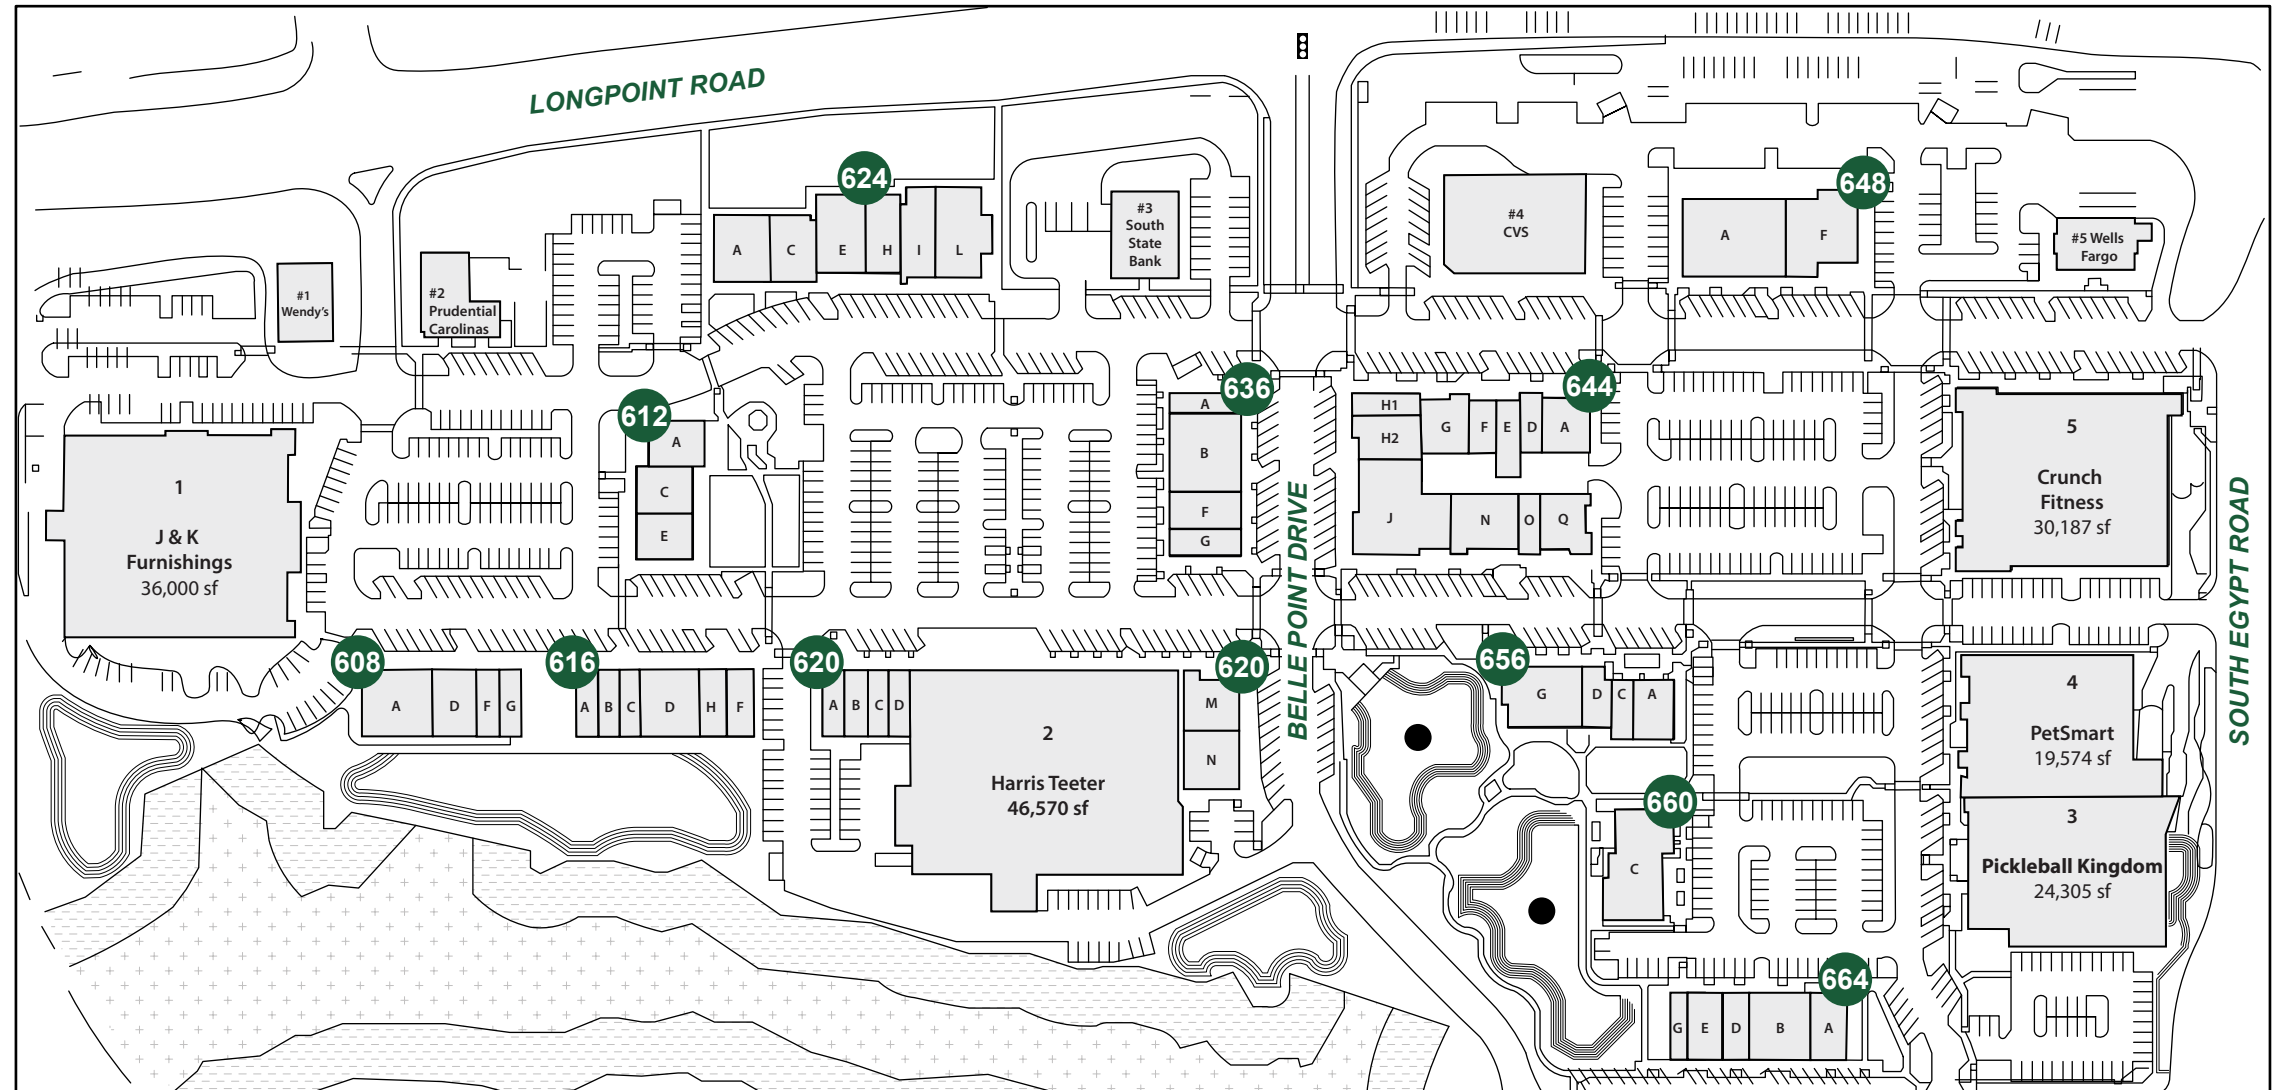 LONGPOINT ROAD
624
A
C
E
H
I
L
#3
South
State
Bank
#4
CVS
648
A
F
#5 Wells
Fargo
#1
Wendy's
#2
Prudential
Carolinas
612
A
C
E
636
A
B
F
G
644
H1
H2
G
F
E
D
A
J
N
O
Q
5
Crunch
Fitness
30,187 sf
1
J & K
Furnishings
36,000 sf
BELLE POINT DRIVE
SOUTH EGYPT ROAD
608
A
D
F
G
616
A
B
C
D
H
F
620
A
B
C
D
2
Harris Teeter
46,570 sf
620
M
N
656
G
D
C
A
4
PetSmart
19,574 sf
660
C
3
Pickleball Kingdom
24,305 sf
664
G
E
D
B
A